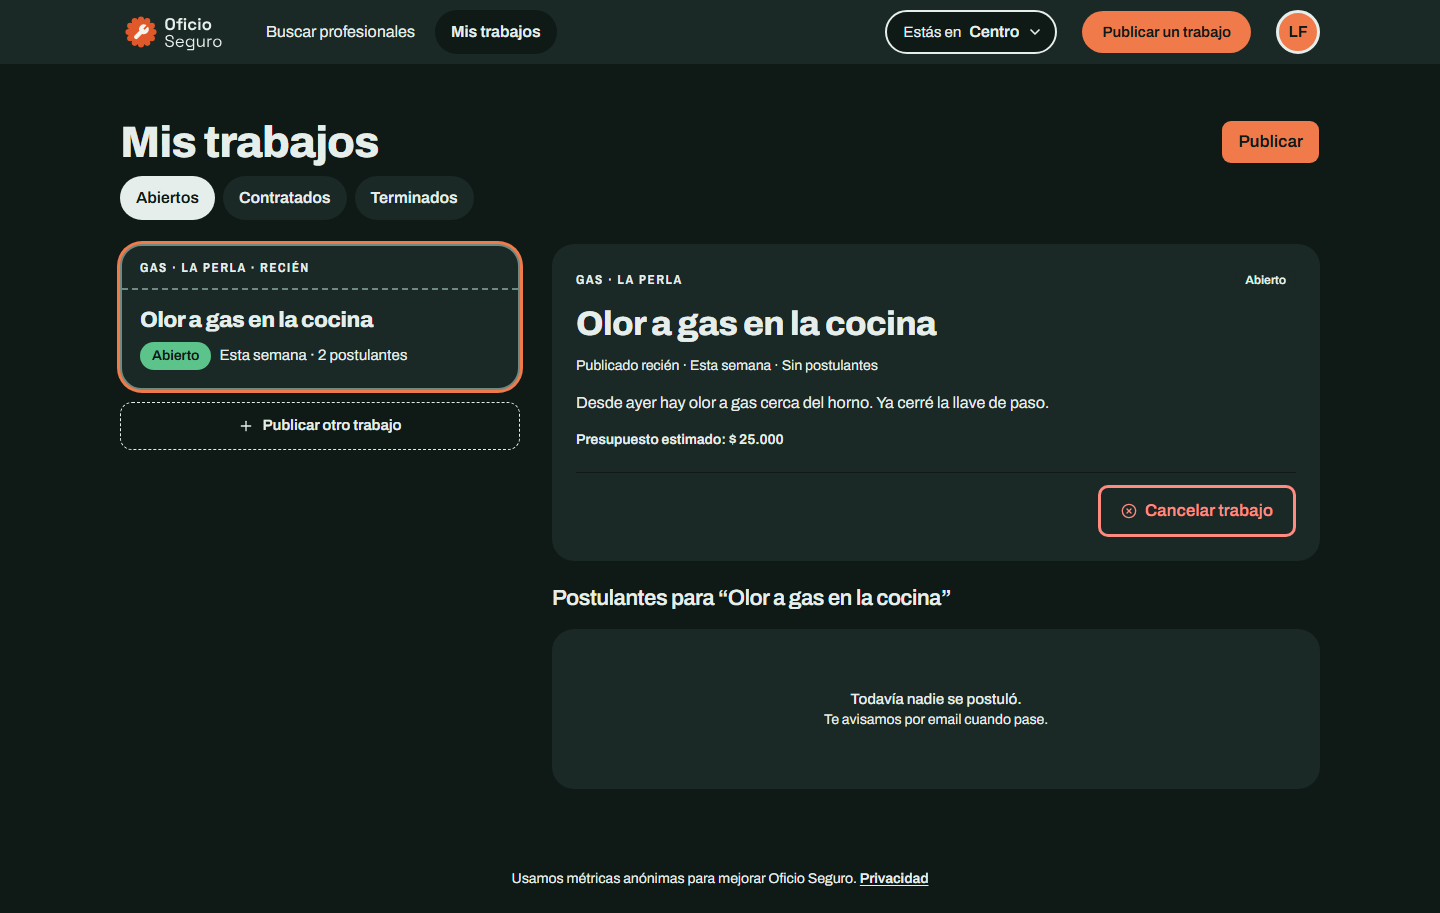 Oficio
Seguro
Buscar profesionales
Mis trabajos
Estás en Centro
Publicar un trabajo
LF
Mis trabajos
Publicar
Abiertos
Contratados
Terminados
GAS · LA PERLA · RECIÉN
Olor a gas en la cocina
Abierto
Esta semana · 2 postulantes
Publicar otro trabajo
GAS · LA PERLA
Abierto
Olor a gas en la cocina
Publicado recién · Esta semana · Sin postulantes
Desde ayer hay olor a gas cerca del horno. Ya cerré la llave de paso.
Presupuesto estimado: $ 25.000
Cancelar trabajo
Postulantes para “Olor a gas en la cocina”
Todavía nadie se postuló.
Te avisamos por email cuando pase.
Usamos métricas anónimas para mejorar Oficio Seguro. Privacidad